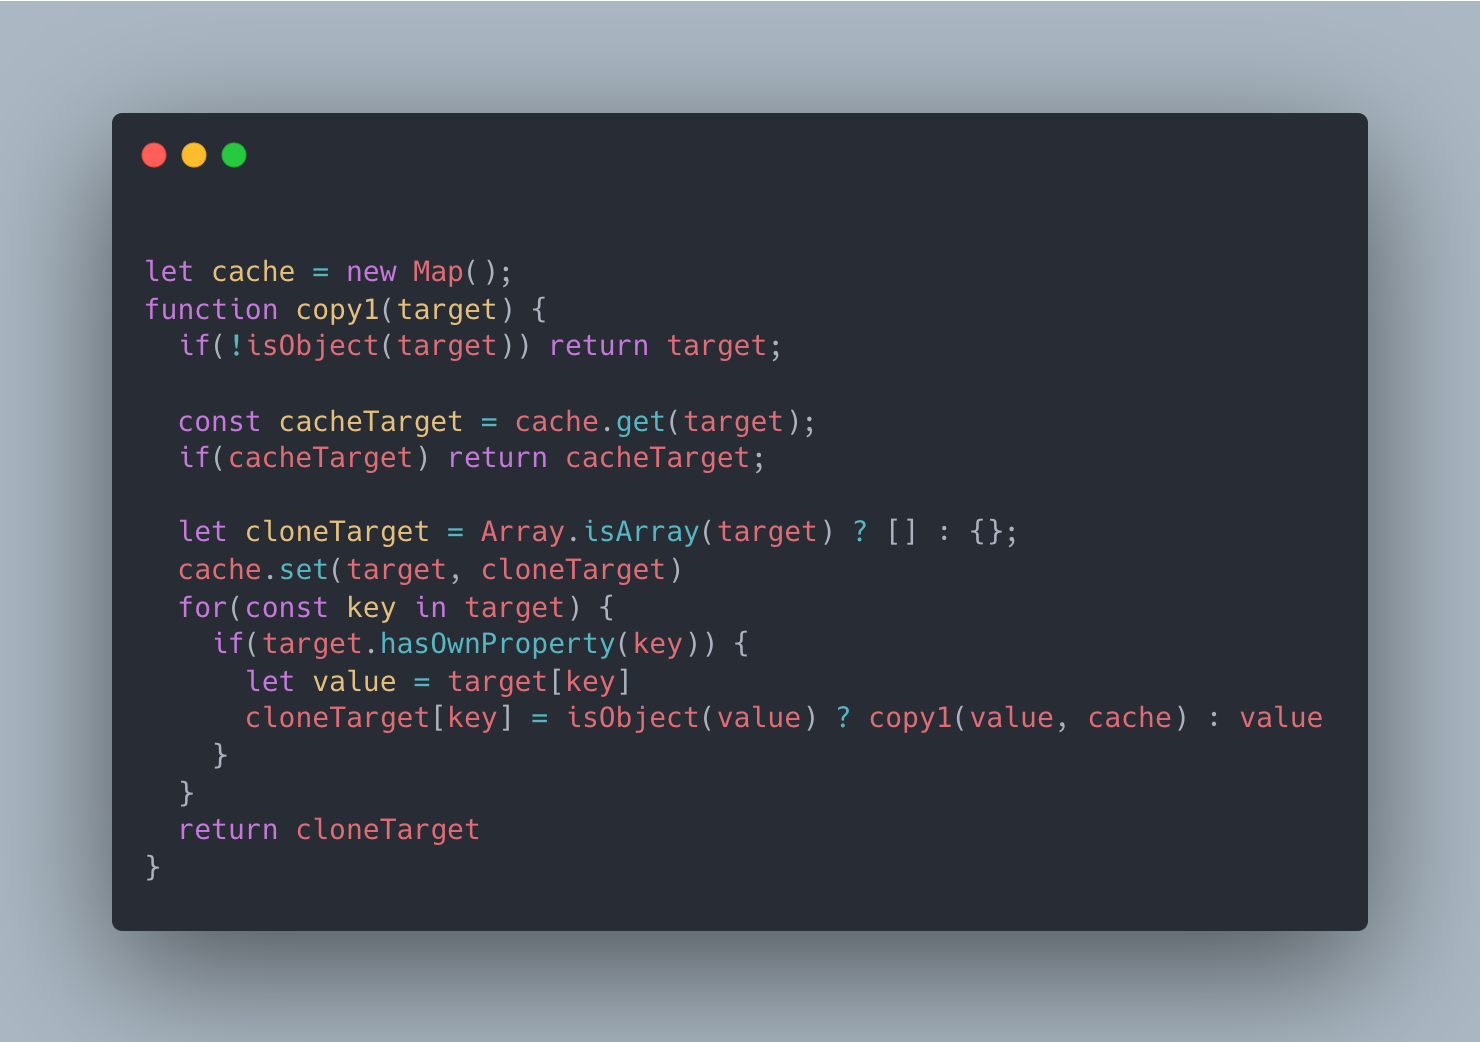 let cache = new Map();
function copy1(target) {
  if(!isObject(target)) return target;

  const cacheTarget = cache.get(target);
  if(cacheTarget) return cacheTarget;

  let cloneTarget = Array.isArray(target) ? [] : {};
  cache.set(target, cloneTarget)
  for(const key in target) {
    if(target.hasOwnProperty(key)) {
      let value = target[key]
      cloneTarget[key] = isObject(value) ? copy1(value, cache) : value
    }
  }
  return cloneTarget
}